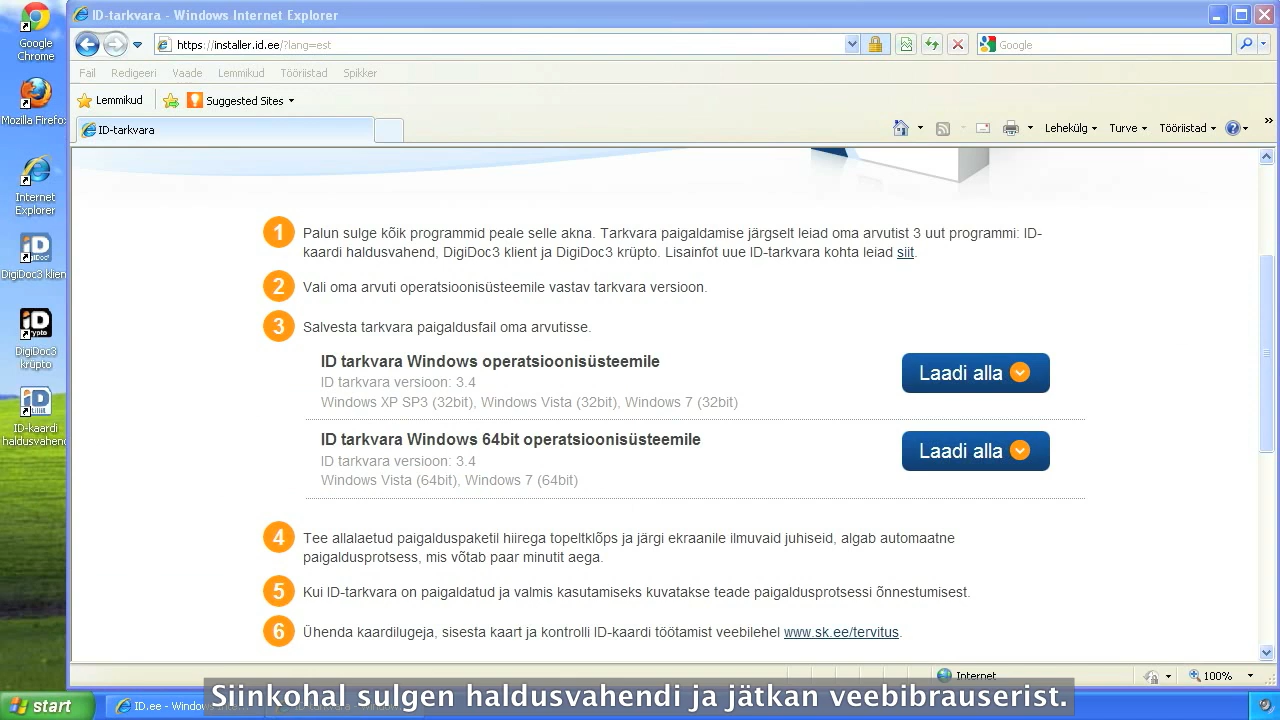 ID-tarkvara - Windows Internet Explorer
https://installer.id.ee/?lang=est
Google
Fail Redigeeri Vaade Lemmikud Tööriistad Spikker
Lemmikud Suggested Sites
ID-tarkvara
Lehekülg Turve Tööriistad
Google Chrome
Mozilla Firefox
Internet Explorer
DigiDoc3 klien
DigiDoc3 krüpto
ID-kaardi haldusvahend
1 Palun sulge kõik programmid peale selle akna. Tarkvara paigaldamise järgselt leiad oma arvutist 3 uut programmi: ID-
kaardi haldusvahend, DigiDoc3 klient ja DigiDoc3 krüpto. Lisainfot uue ID-tarkvara kohta leiad siit.
2 Vali oma arvuti operatsioonisüsteemile vastav tarkvara versioon.
3 Salvesta tarkvara paigaldusfail oma arvutisse.
ID tarkvara Windows operatsioonisüsteemile
ID tarkvara versioon: 3.4
Windows XP SP3 (32bit), Windows Vista (32bit), Windows 7 (32bit)
Laadi alla
ID tarkvara Windows 64bit operatsioonisüsteemile
ID tarkvara versioon: 3.4
Windows Vista (64bit), Windows 7 (64bit)
Laadi alla
4 Tee allalaetud paigalduspaketil hiirega topeltklõps ja järgi ekraanile ilmuvaid juhiseid, algab automaatne
paigaldusprotsess, mis võtab paar minutit aega.
5 Kui ID-tarkvara on paigaldatud ja valmis kasutamiseks kuvatakse teade paigaldusprotsessi õnnestumisest.
6 Ühenda kaardilugeja, sisesta kaart ja kontrolli ID-kaardi töötamist veebilehel www.sk.ee/tervitus.
Internet 100%
start ID.ee
Siinkohal sulgen haldusvahendi ja jätkan veebibrauserist.